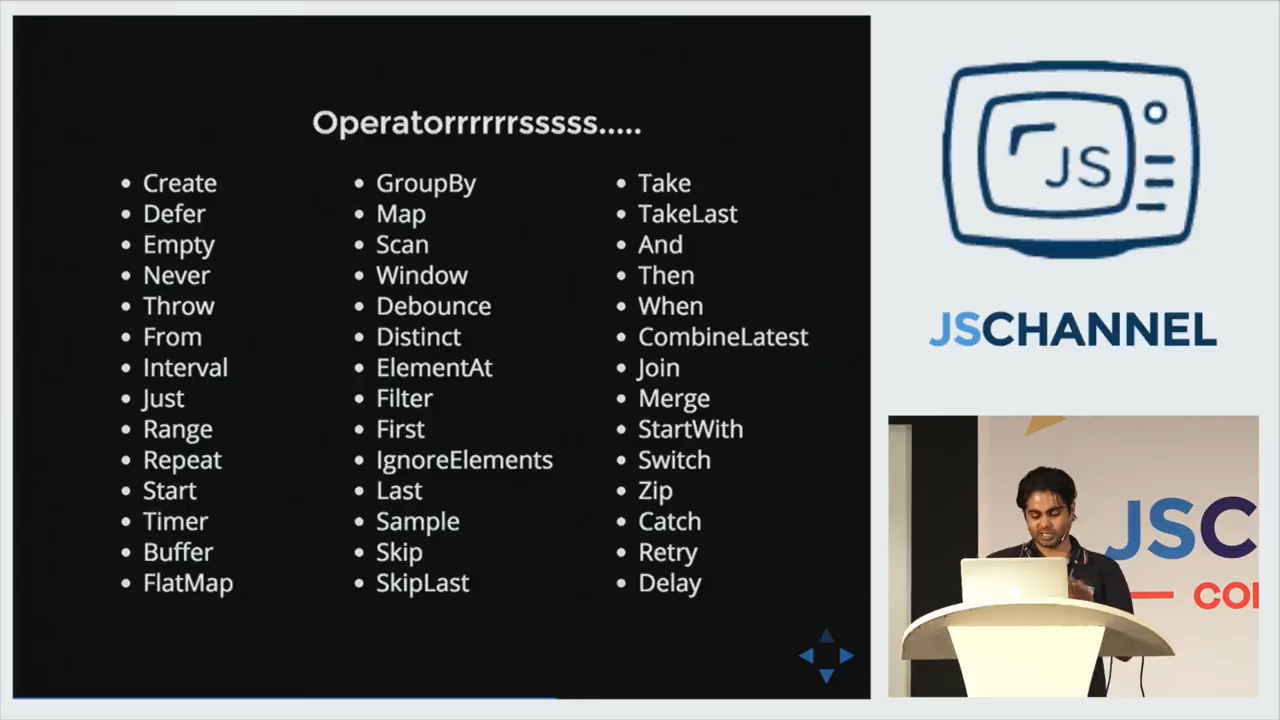 Operatorrrrrrsssss.....
• Create
• Defer
• Empty
• Never
• Throw
• From
• Interval
• Just
• Range
• Repeat
• Start
• Timer
• Buffer
• FlatMap
• GroupBy
• Map
• Scan
• Window
• Debounce
• Distinct
• ElementAt
• Filter
• First
• IgnoreElements
• Last
• Sample
• Skip
• SkipLast
• Take
• TakeLast
• And
• Then
• When
• CombineLatest
• Join
• Merge
• StartWith
• Switch
• Zip
• Catch
• Retry
• Delay
JS
JSCHANNEL
JSC
CO